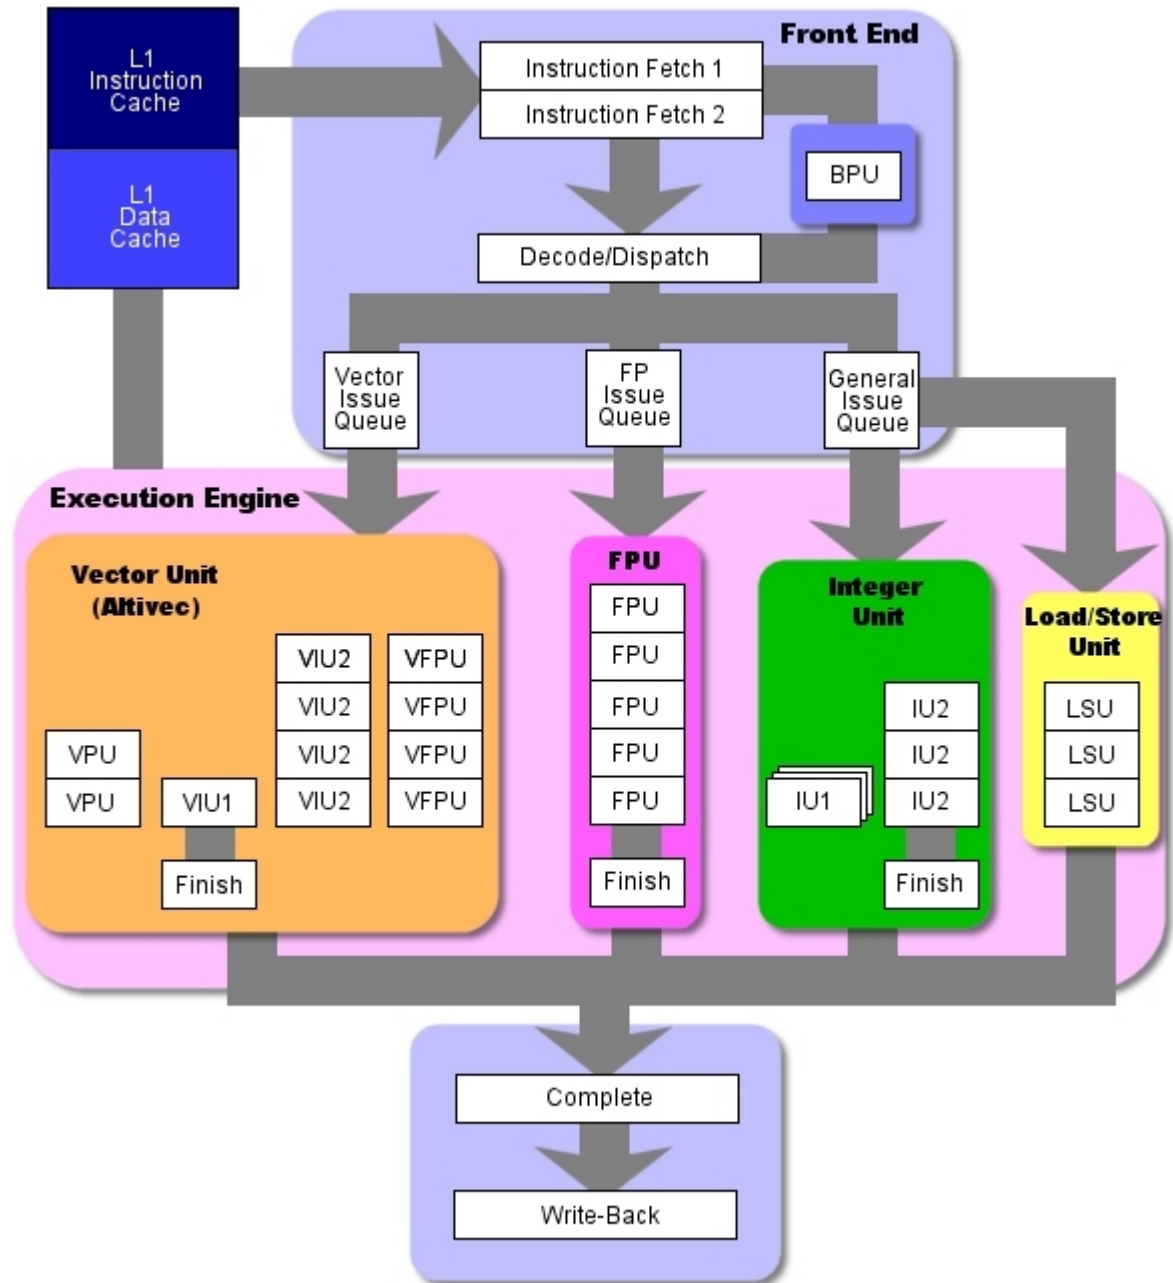 L1
Instruction
Cache
L1
Data
Cache
Front End
Instruction Fetch 1
Instruction Fetch 2
BPU
Decode/Dispatch
Vector
Issue
Queue
FP
Issue
Queue
General
Issue
Queue
Execution Engine
Vector Unit
(Altivec)
VPU
VPU
VIU1
Finish
VIU2
VIU2
VIU2
VIU2
VFPU
VFPU
VFPU
VFPU
FPU
FPU
FPU
FPU
FPU
FPU
Finish
Integer
Unit
IU1
IU2
IU2
IU2
Finish
Load/Store
Unit
LSU
LSU
LSU
Complete
Write-Back